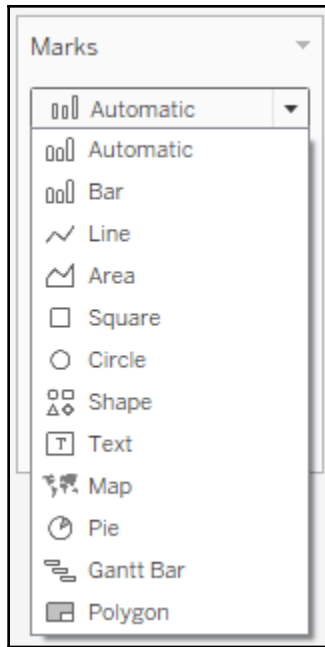 Marks
Automatic
Automatic
Bar
Line
Area
Square
Circle
Shape
T Text
Map
Pie
Gantt Bar
Polygon